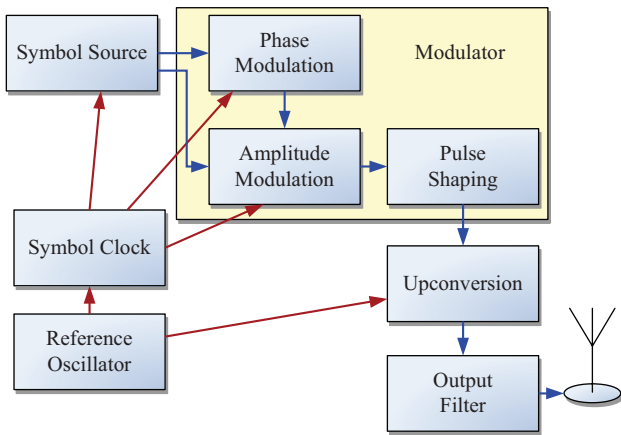 Symbol Source
Phase
Modulation
Modulator
Amplitude
Modulation
Pulse
Shaping
Symbol Clock
Upconversion
Reference
Oscillator
Output
Filter